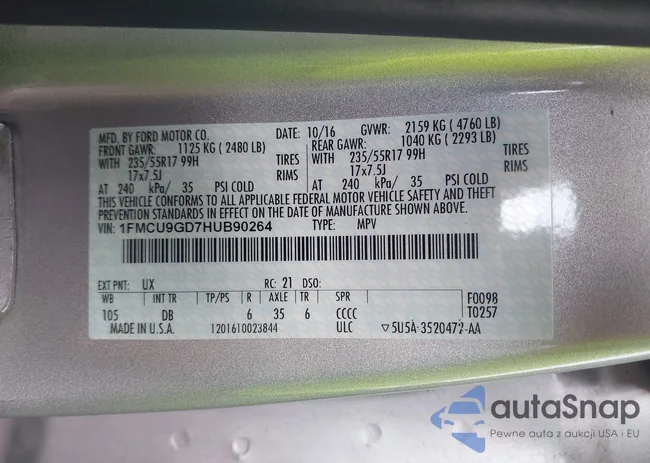 MFD. BY FORD MOTOR CO. DATE: 10/16 GVWR: 2159 KG ( 4760 LB)
FRONT GAWR: 1125 KG ( 2480 LB) REAR GAWR: 1040 KG ( 2293 LB)
WITH 235/55R17 99H TIRES WITH 235/55R17 99H TIRES
17x7.5J RIMS 17x7.5J RIMS
AT 240 kPa/ 35 PSI COLD AT 240 kPa/ 35 PSI COLD
THIS VEHICLE CONFORMS TO ALL APPLICABLE FEDERAL MOTOR VEHICLE SAFETY AND THEFT
PREVENTION STANDARDS IN EFFECT ON THE DATE OF MANUFACTURE SHOWN ABOVE.
VIN: 1FMCU9GD7HUB90264 TYPE: MPV
EXT PNT: UX RC: 21 DSO:
WB INT TR TP/PS R AXLE TR SPR F0098
105 DB 6 35 6 CCCC T0257
MADE IN U.S.A. 1201610023844 ULC ▽5U5A-3520472-AA
autaSnap
Pewne auta z aukcji USA i EU